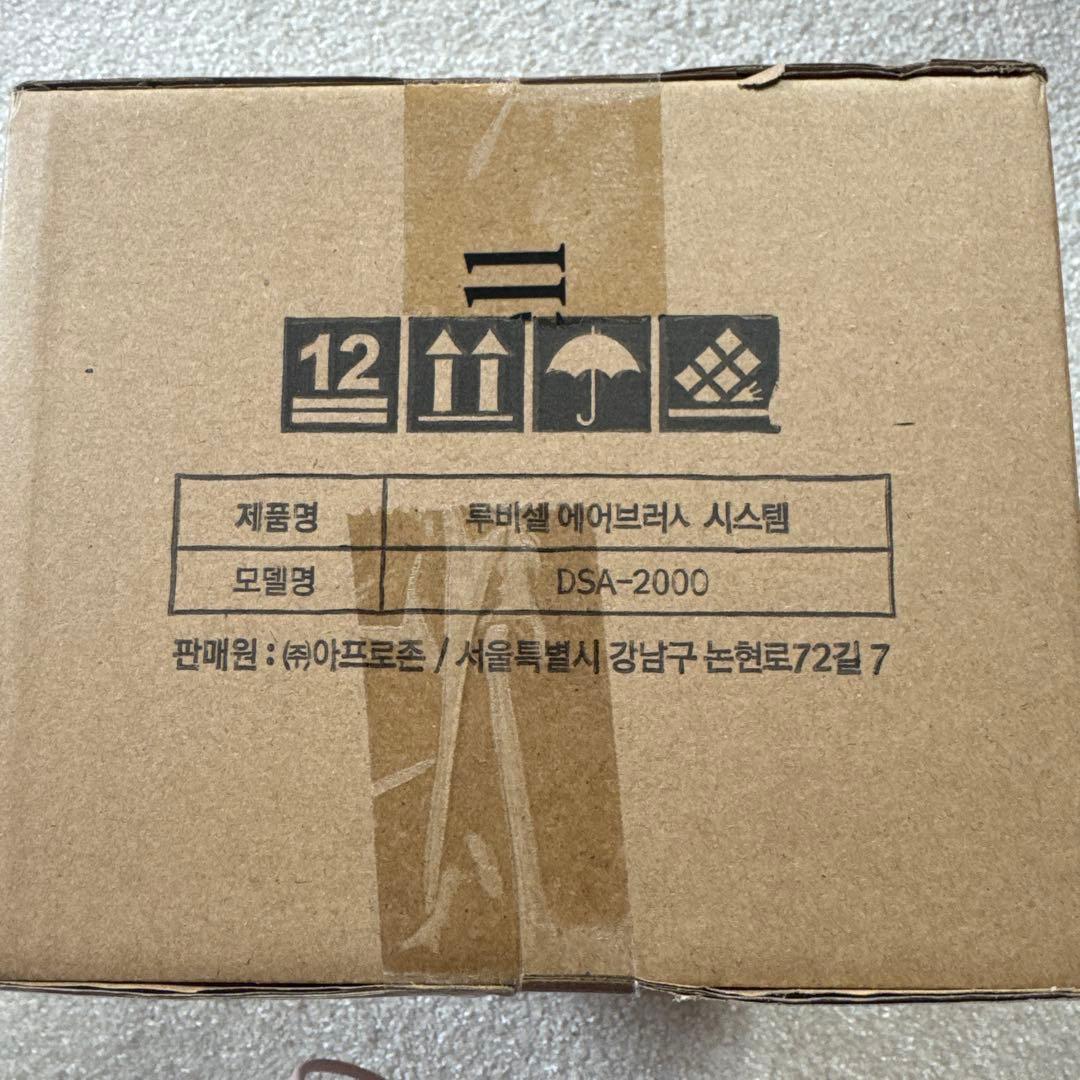 12
제품명 루비셀 에어브러시 시스템
모델명 DSA-2000
판매원 : ㈜아프로존 / 서울특별시 강남구 논현로72길 7